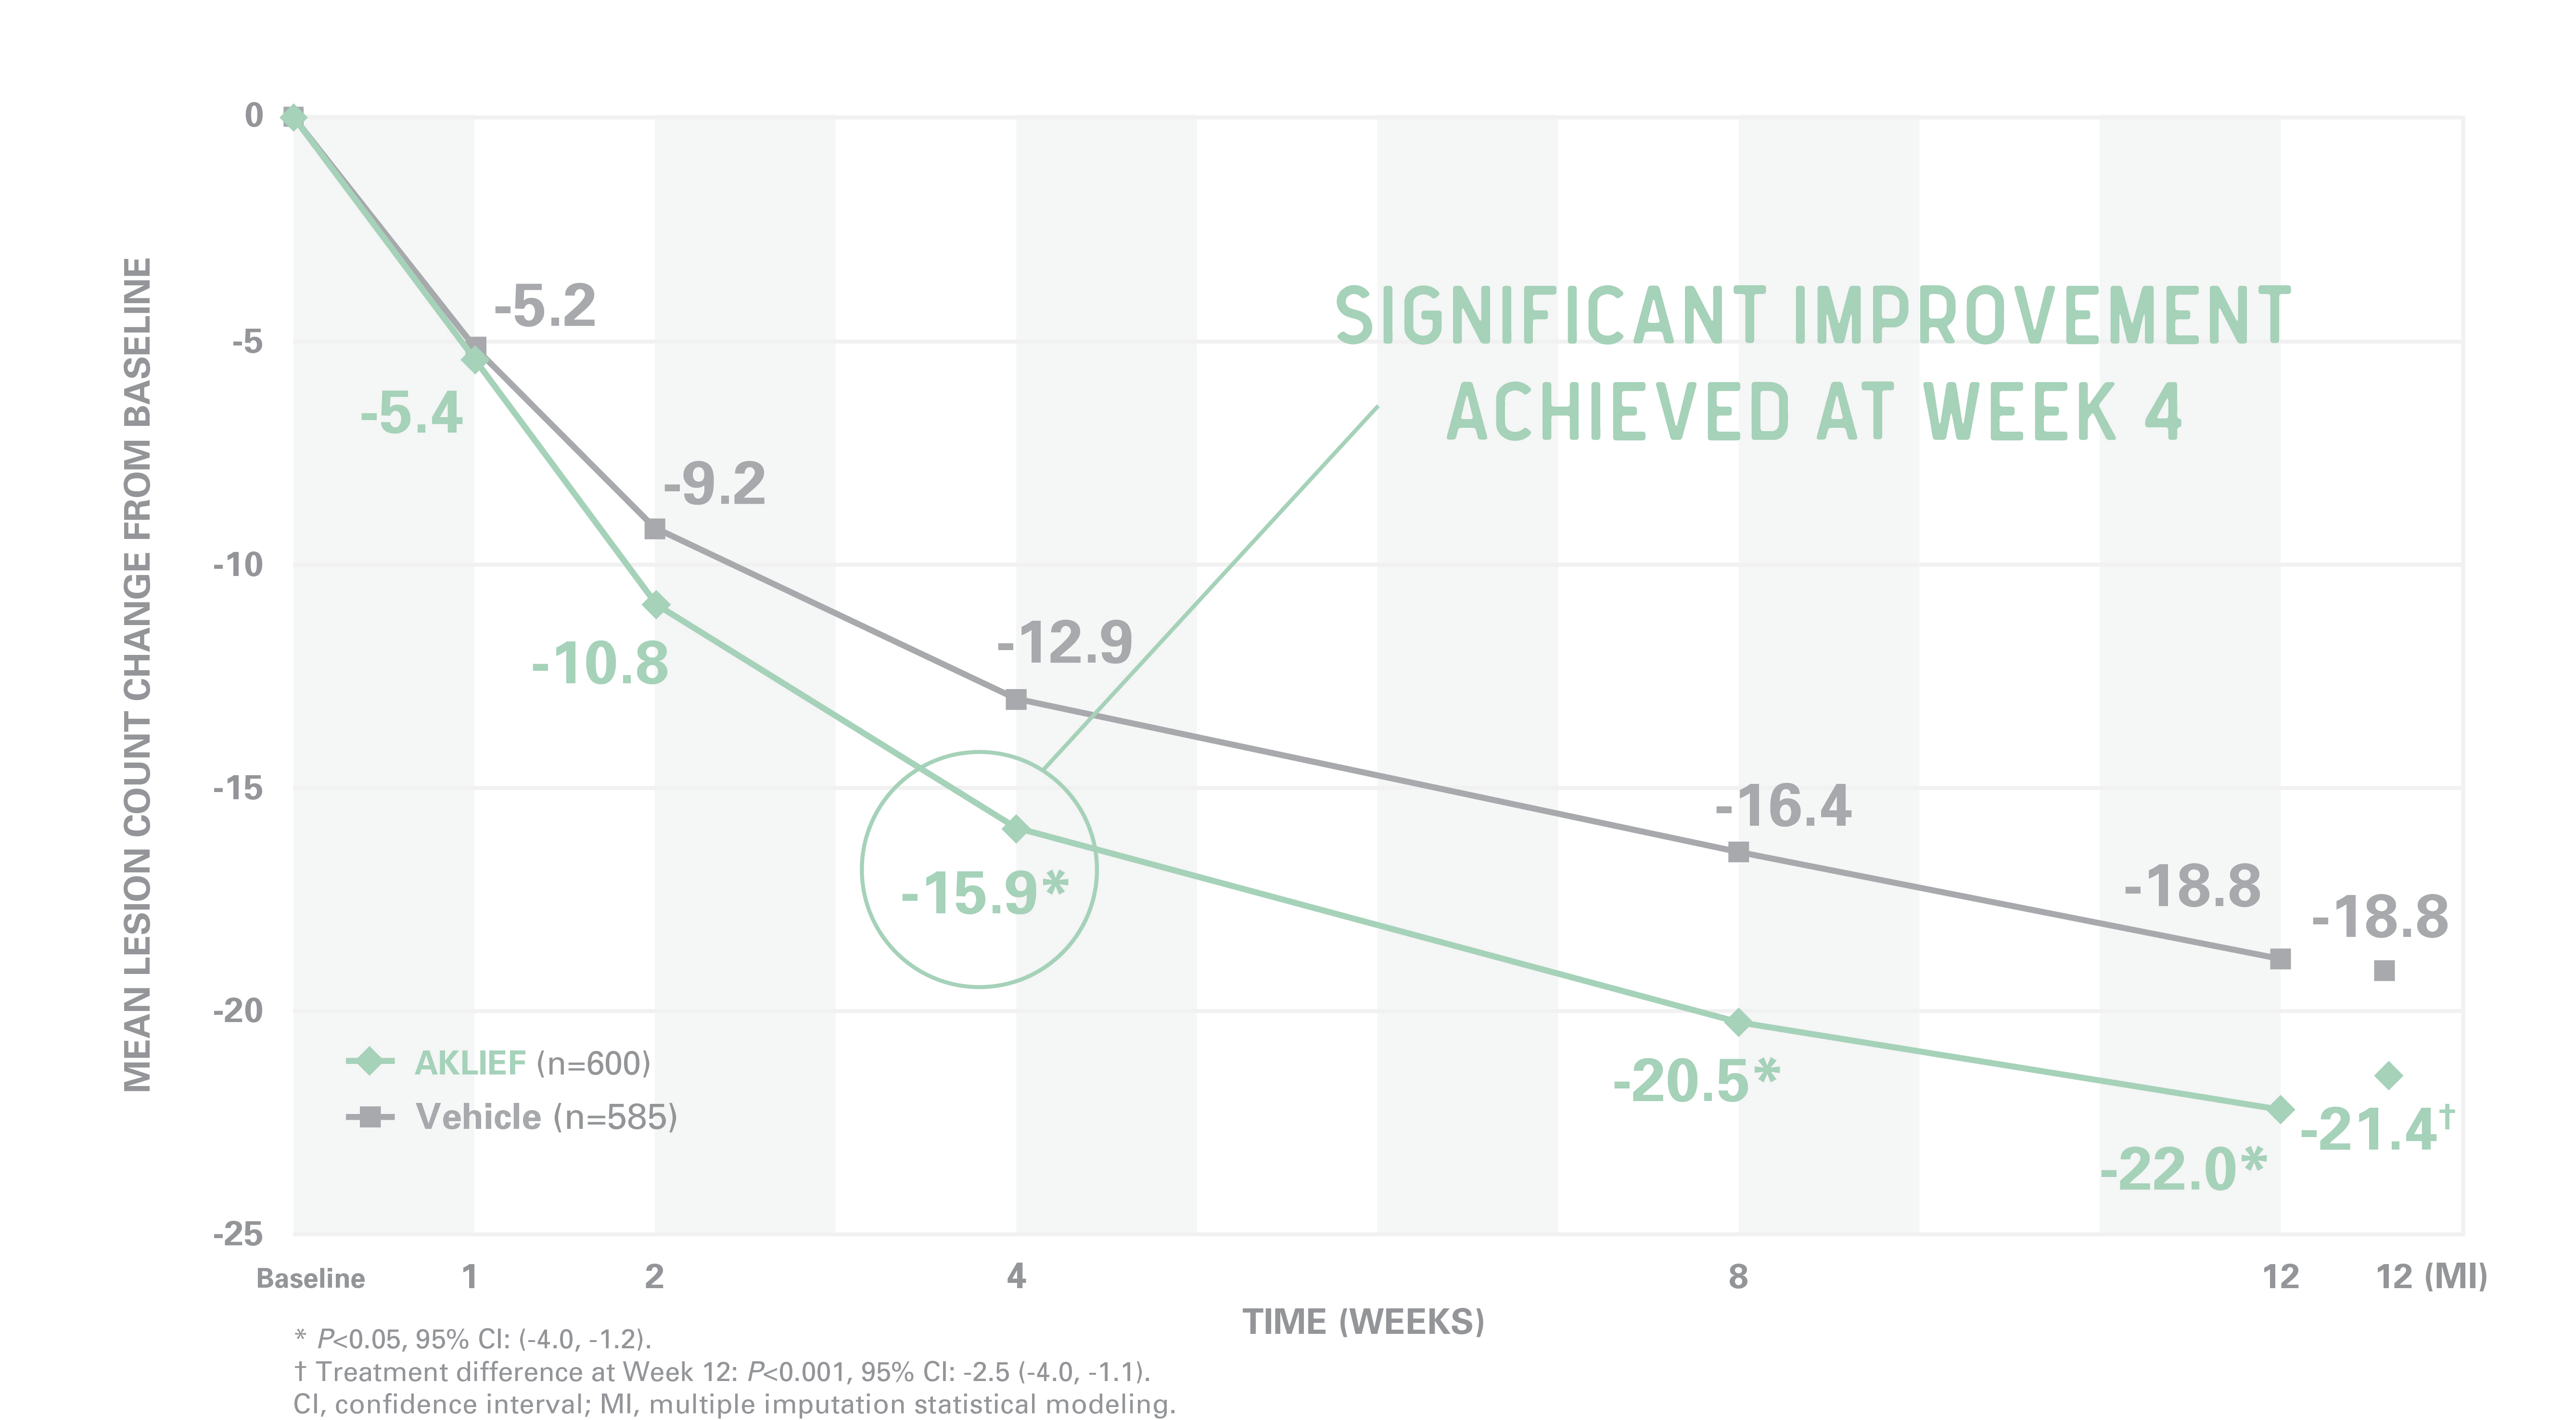 0
-5
-10
-15
-20
-25
MEAN LESION COUNT CHANGE FROM BASELINE
-5.2
-5.4
-9.2
-10.8
-12.9
-15.9*
SIGNIFICANT IMPROVEMENT
ACHIEVED AT WEEK 4
-16.4
-20.5*
-18.8
-22.0*
-18.8
-21.4†
AKLIEF (n=600)
Vehicle (n=585)
Baseline 1 2 4 8 12 12 (MI)
TIME (WEEKS)
* P<0.05, 95% CI: (-4.0, -1.2).
† Treatment difference at Week 12: P<0.001, 95% CI: -2.5 (-4.0, -1.1).
CI, confidence interval; MI, multiple imputation statistical modeling.